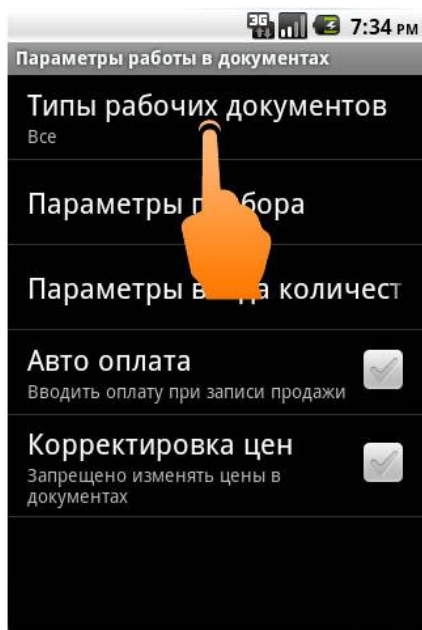 3G 7:34 PM
Параметры работы в документах
Типы рабочих документов
Все
Параметры
Параметры количест
Авто оплата
Вводить оплату при записи продажи
Корректировка цен
Запрещено изменять цены в
документах